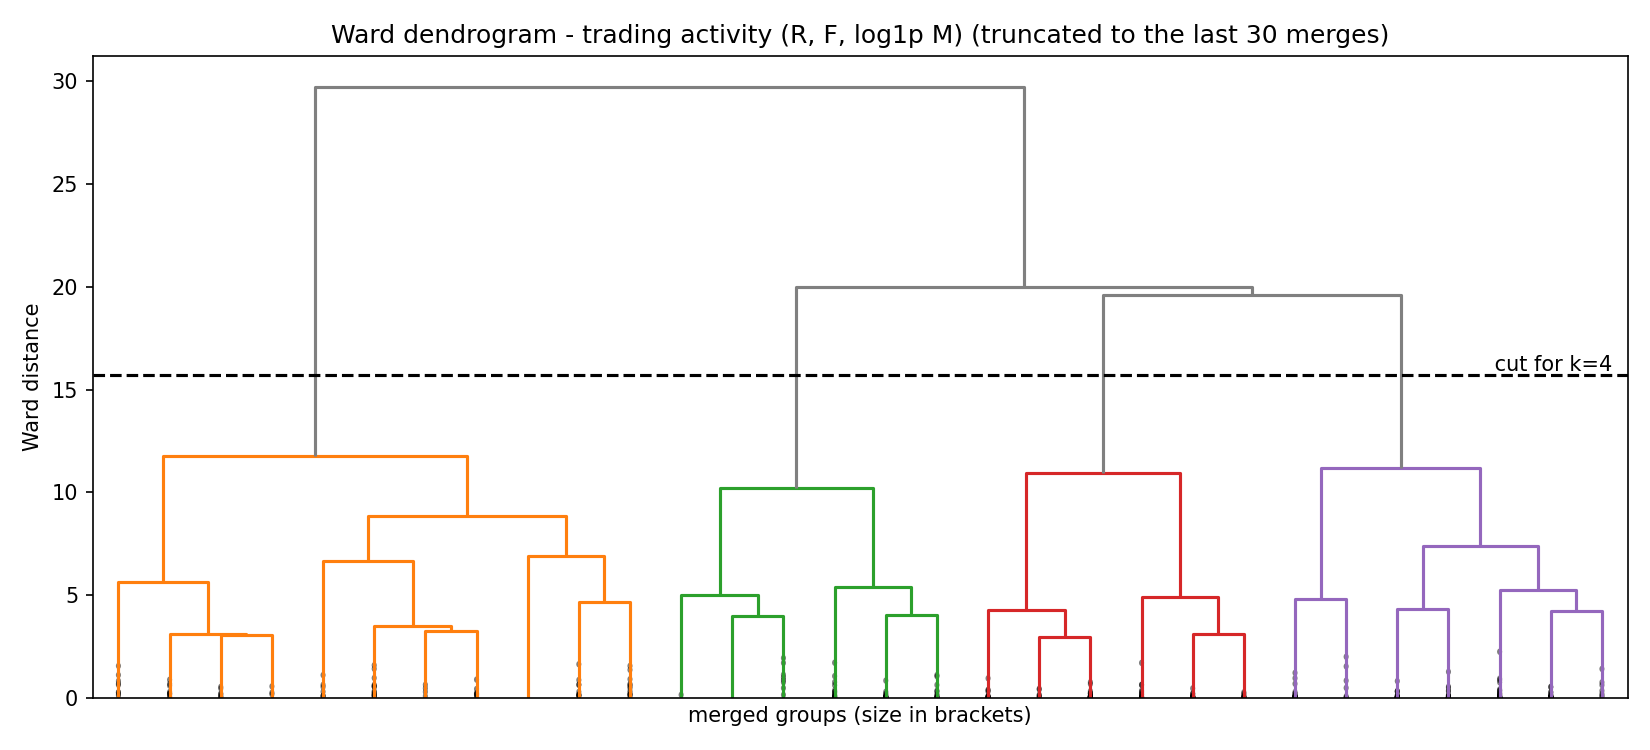 Ward dendrogram - trading activity (R, F, log1p M) (truncated to the last 30 merges)
30
25
20
15
10
5
0
Ward distance
cut for k=4
merged groups (size in brackets)